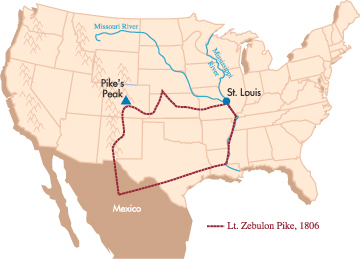 Missouri River
Mississippi
River
Pike's
Peak
St. Louis
Mexico
Lt. Zebulon Pike, 1806